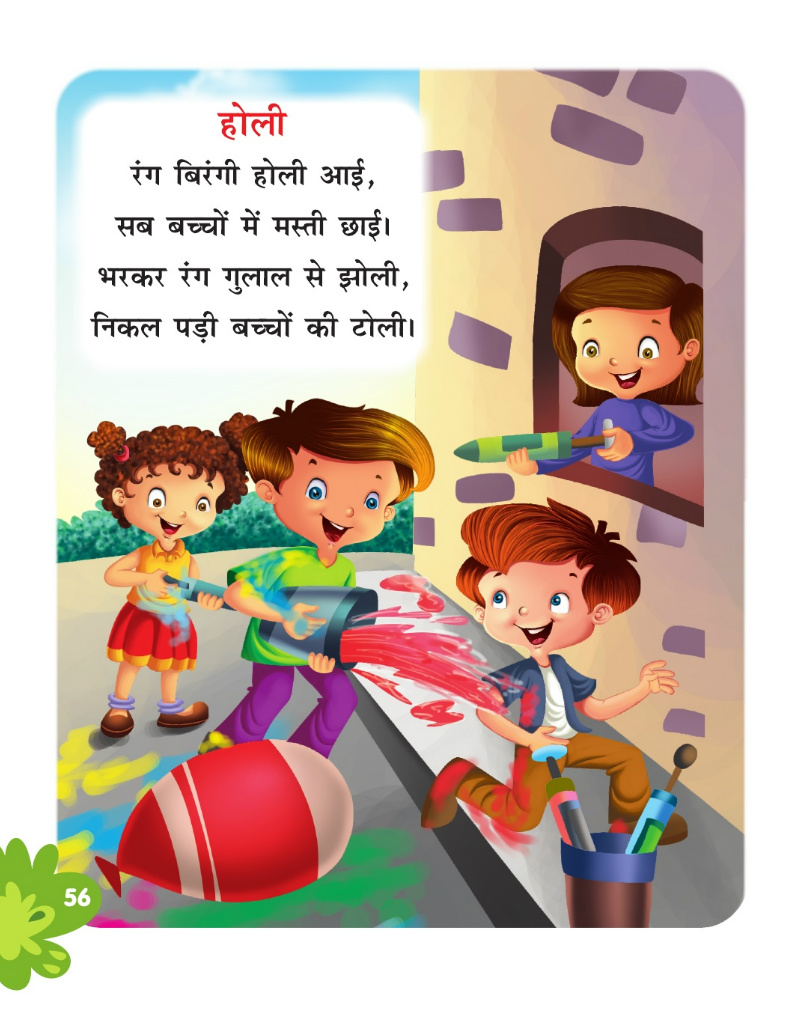 होली
रंग बिरंगी होली आई,
सब बच्चों में मस्ती छाई।
भरकर रंग गुलाल से झोली,
निकल पड़ी बच्चों की टोली।
56